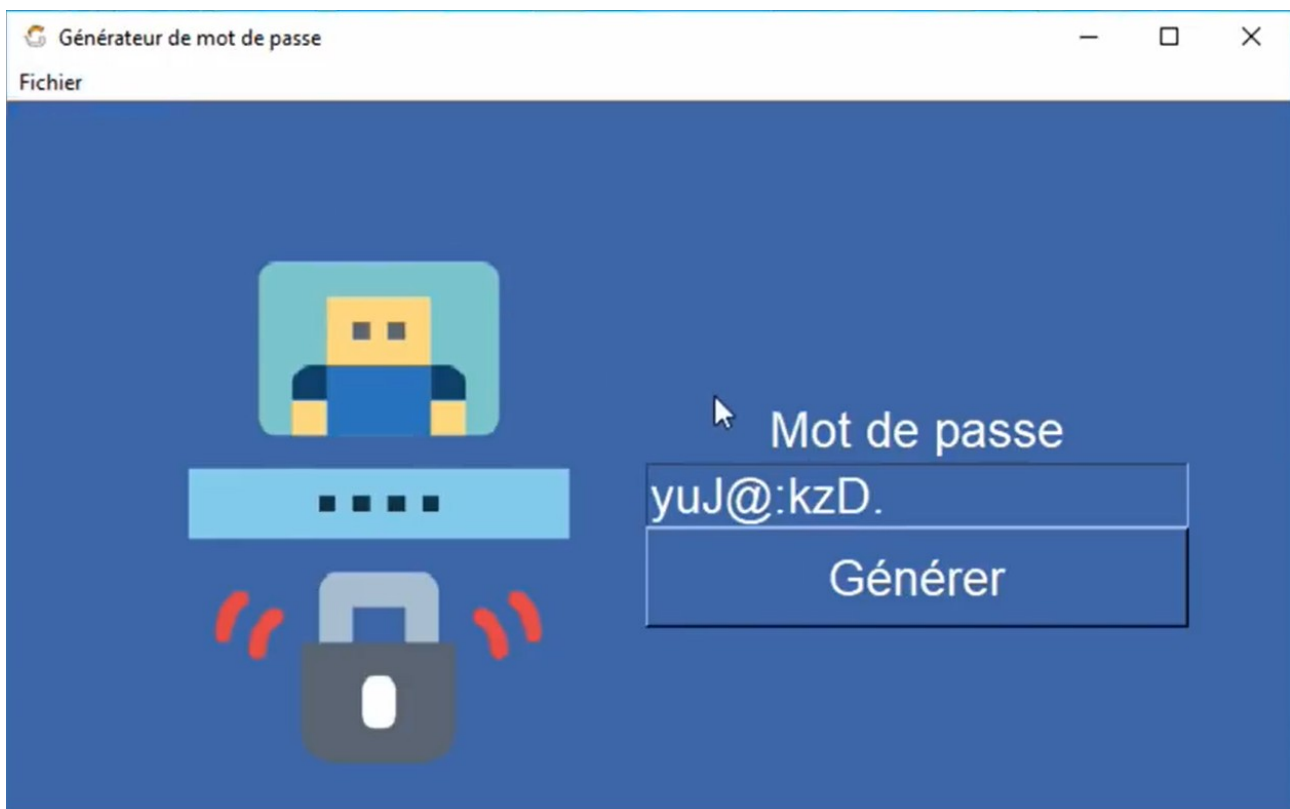 Générateur de mot de passe
Fichier
Mot de passe
yuJ@:kzD.
Générer